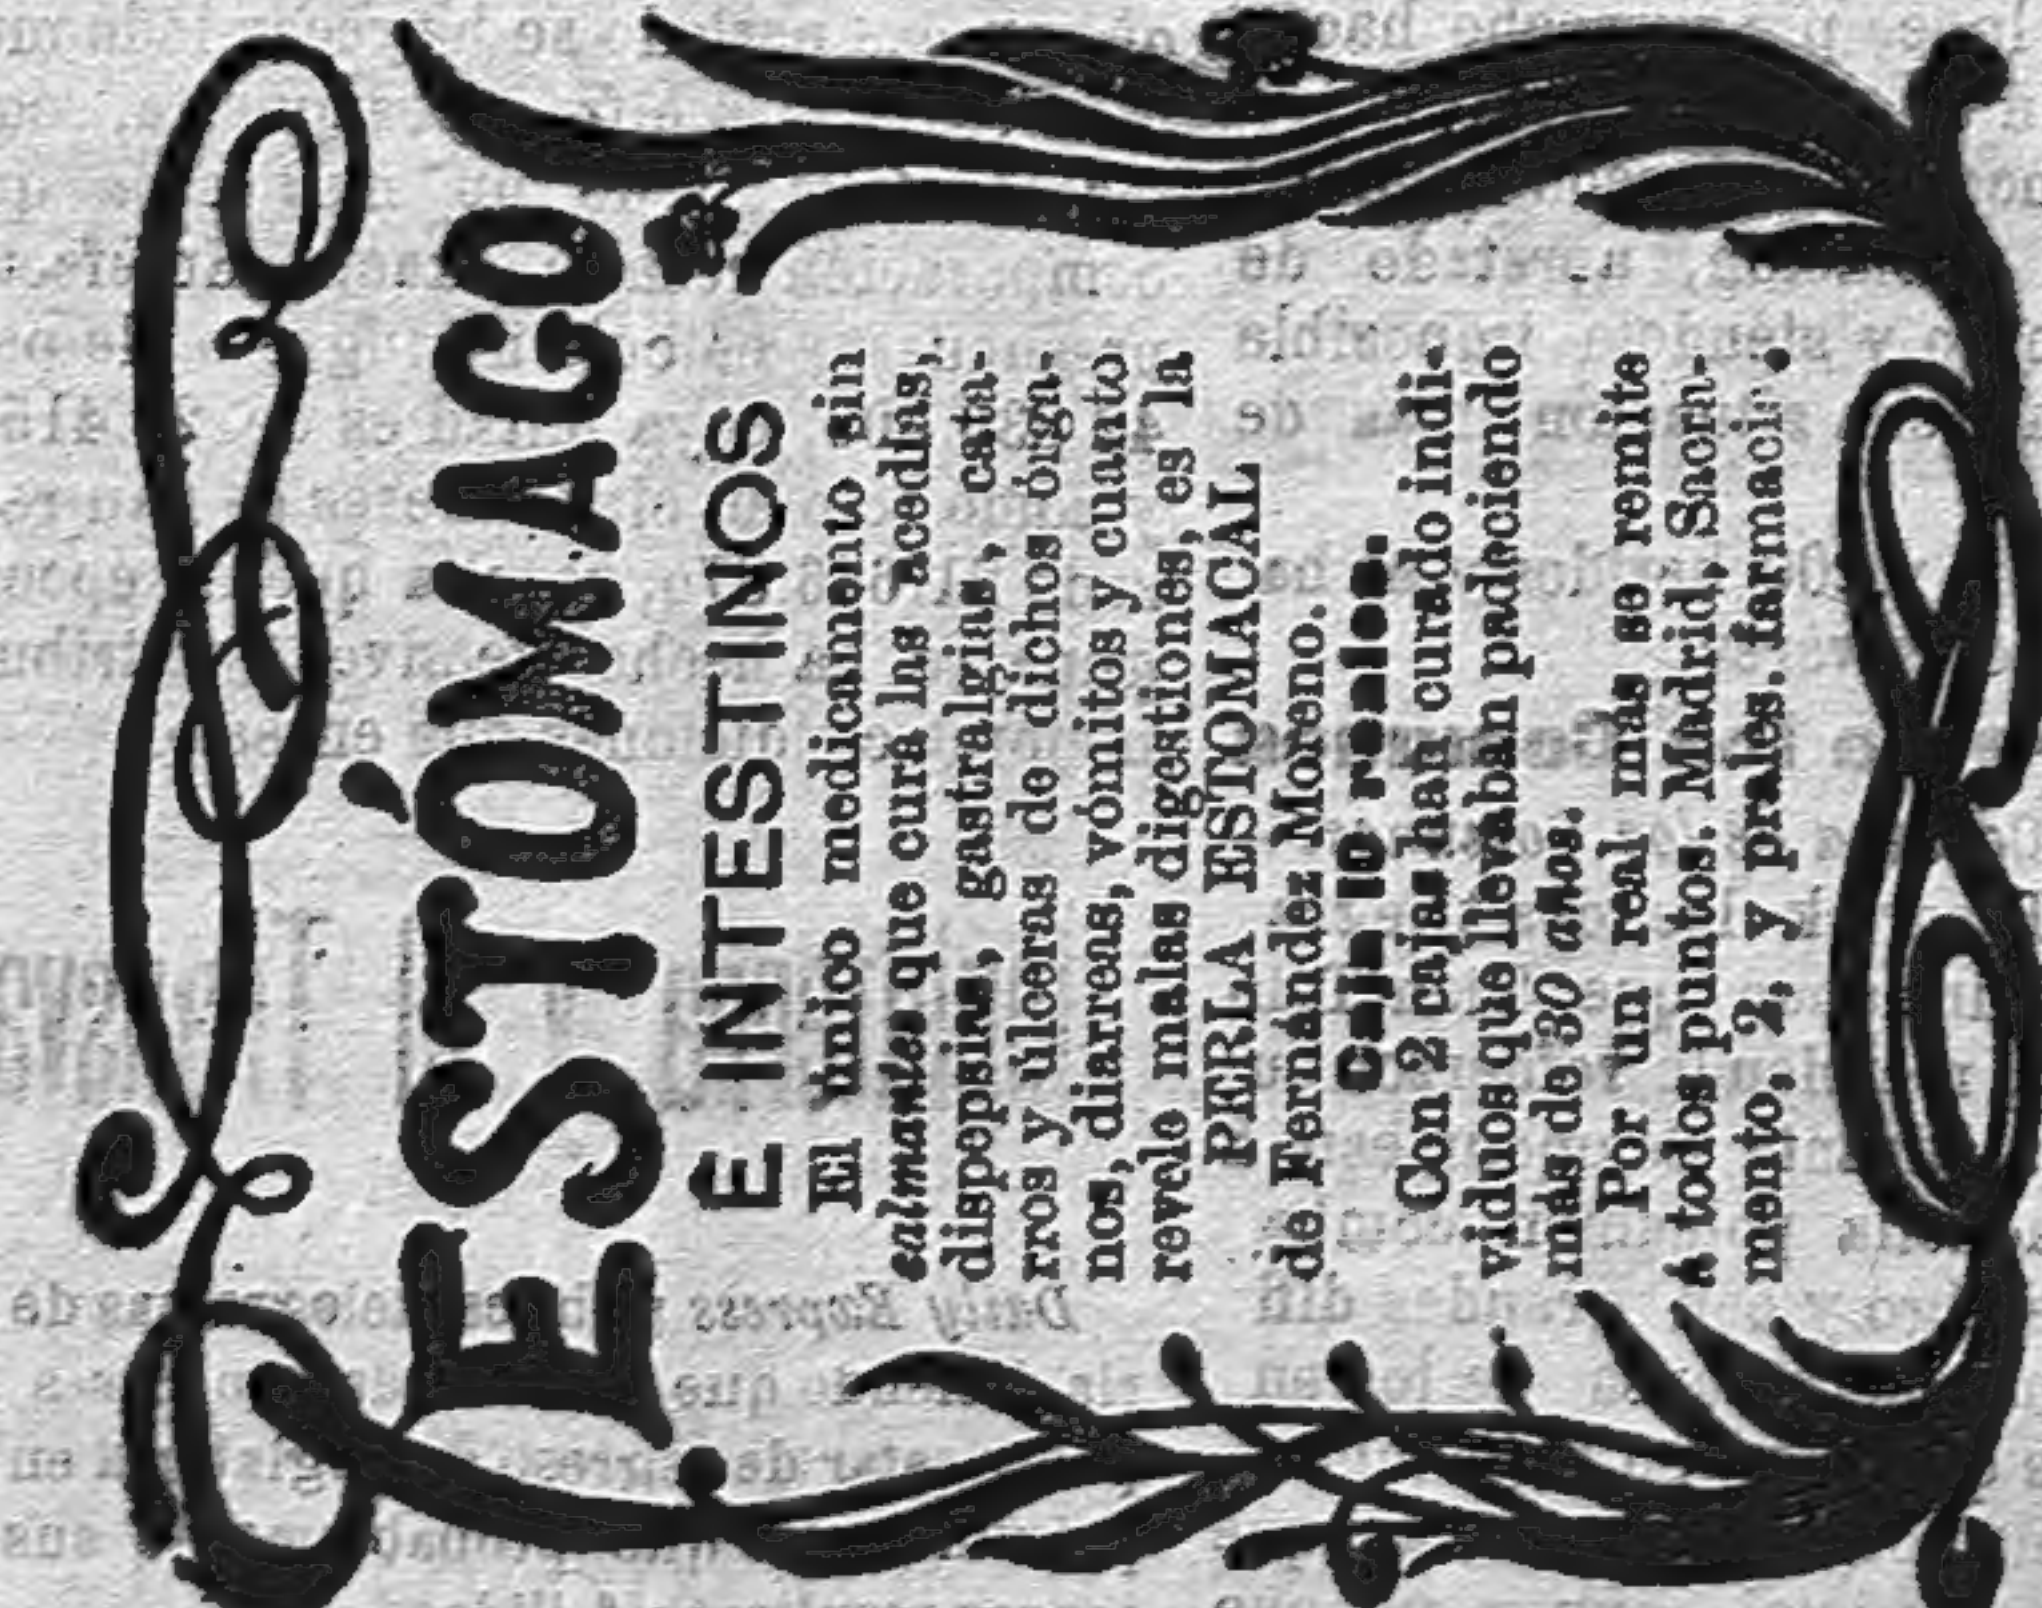 ESTÓMAGO
É INTESTINOS
El único medicamento sin
calmantes que cura las acedías,
dispepsias, gastralgias, cata-
rros y úlceras de dichos órga-
nos, diarreas, vómitos y cuanto
revele malas digestiones, es la
PERLA ESTOMACAL
de Fernández Moreno.
Caja 10 reales.
Con 2 cajas han curado indi-
viduos que llevaban padeciendo
más de 30 años.
Por un real más se remite
á todos puntos. Madrid, Sacra-
mento, 2, y prales. farmacias.